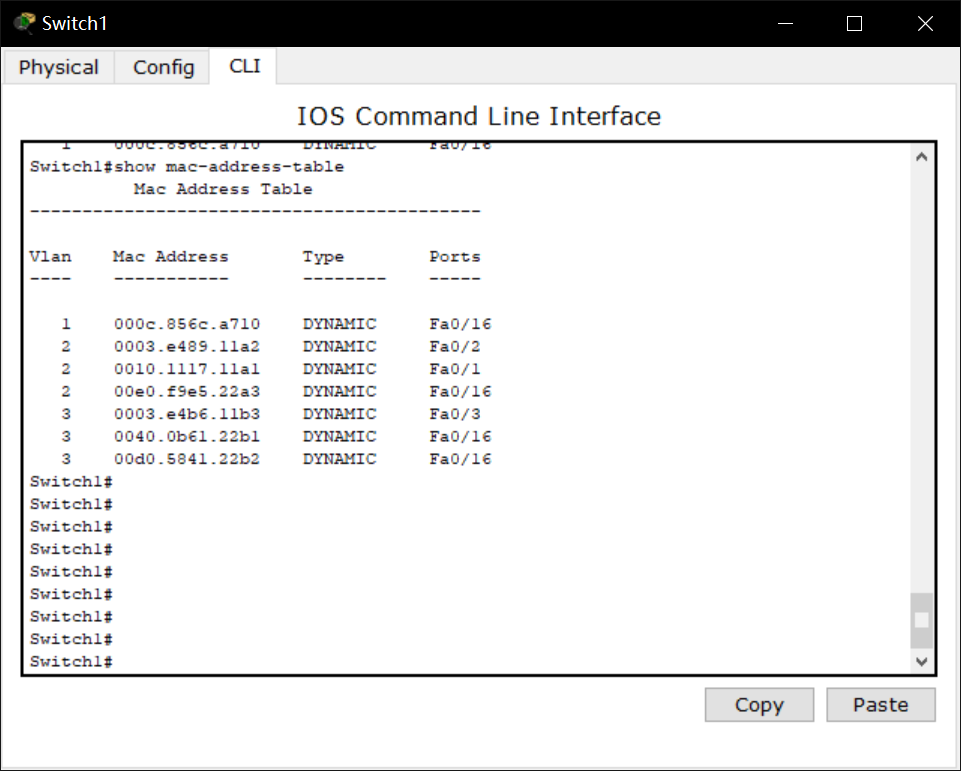 Switch1
Physical Config CLI
IOS Command Line Interface
1 000c.856c.a710 DYNAMIC Fa0/16
Switch1#show mac-address-table
Mac Address Table
-------------------------------------------
Vlan Mac Address Type Ports
---- ----------- -------- -----
1 000c.856c.a710 DYNAMIC Fa0/16
2 0003.e489.11a2 DYNAMIC Fa0/2
2 0010.1117.11a1 DYNAMIC Fa0/1
2 00e0.f9e5.22a3 DYNAMIC Fa0/16
3 0003.e4b6.11b3 DYNAMIC Fa0/3
3 0040.0b61.22b1 DYNAMIC Fa0/16
3 00d0.5841.22b2 DYNAMIC Fa0/16
Switch1#
Switch1#
Switch1#
Switch1#
Switch1#
Switch1#
Switch1#
Switch1#
Switch1#
Copy Paste